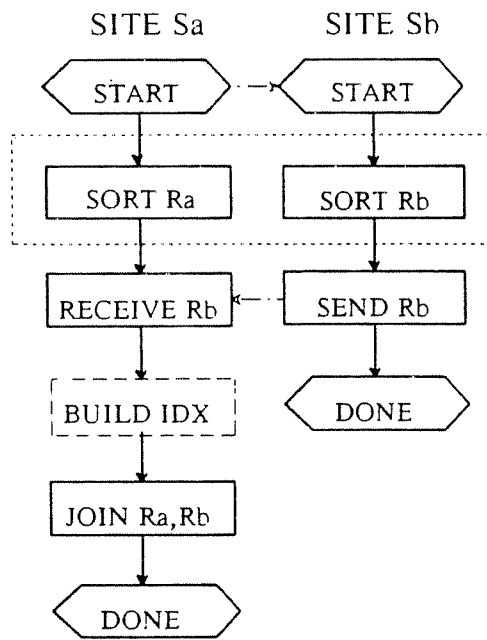 SITE Sa
SITE Sb
START
START
SORT Ra
SORT Rb
RECEIVE Rb
SEND Rb
BUILD IDX
DONE
JOIN Ra,Rb
DONE